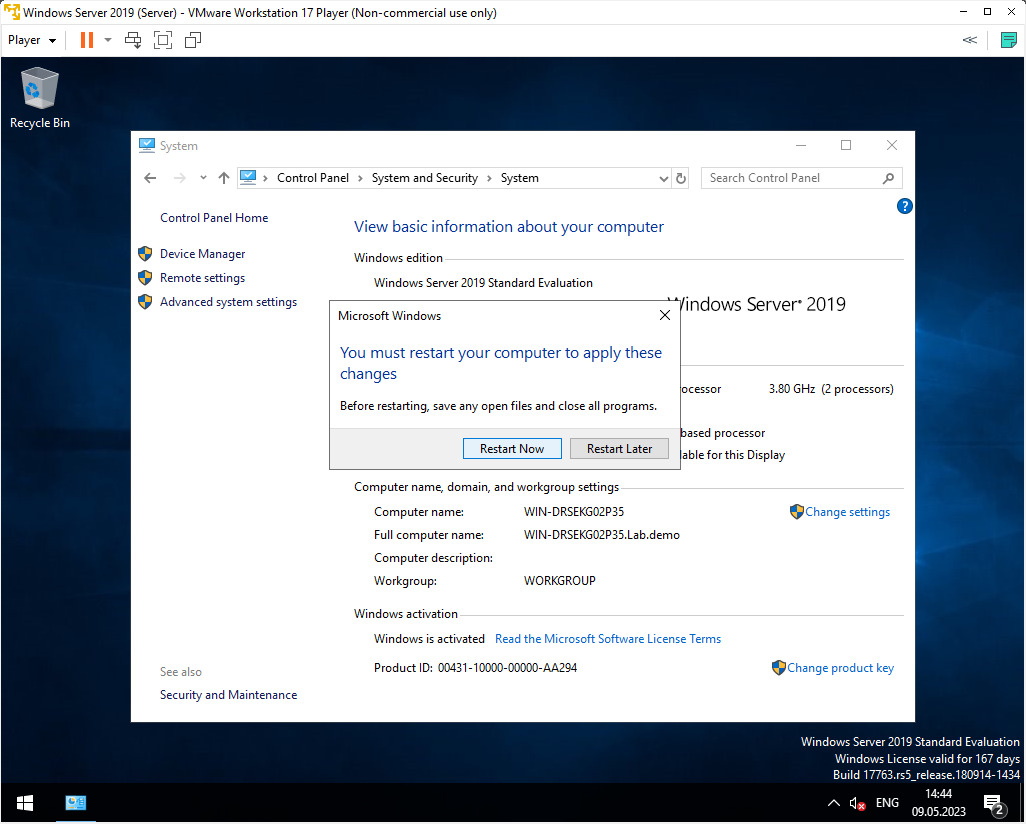 Windows Server 2019 (Server) - VMware Workstation 17 Player (Non-commercial use only)
Player
Recycle Bin
System
Control Panel > System and Security > System
Search Control Panel
Control Panel Home
Device Manager
Remote settings
Advanced system settings
View basic information about your computer
Windows edition
Windows Server 2019 Standard Evaluation
Windows Server® 2019
Microsoft Windows
You must restart your computer to apply these
changes
Before restarting, save any open files and close all programs.
Restart Now
Restart Later
3.80 GHz (2 processors)
based processor
for this Display
Computer name, domain, and workgroup settings
Computer name: WIN-DRSEKG02P35
Change settings
Full computer name: WIN-DRSEKG02P35.Lab.demo
Computer description:
Workgroup: WORKGROUP
Windows activation
Windows is activated Read the Microsoft Software License Terms
Product ID: 00431-10000-00000-AA294
Change product key
See also
Security and Maintenance
Windows Server 2019 Standard Evaluation
Windows License valid for 167 days
Build 17763.rs5_release.180914-1434
ENG
14:44
09.05.2023
2